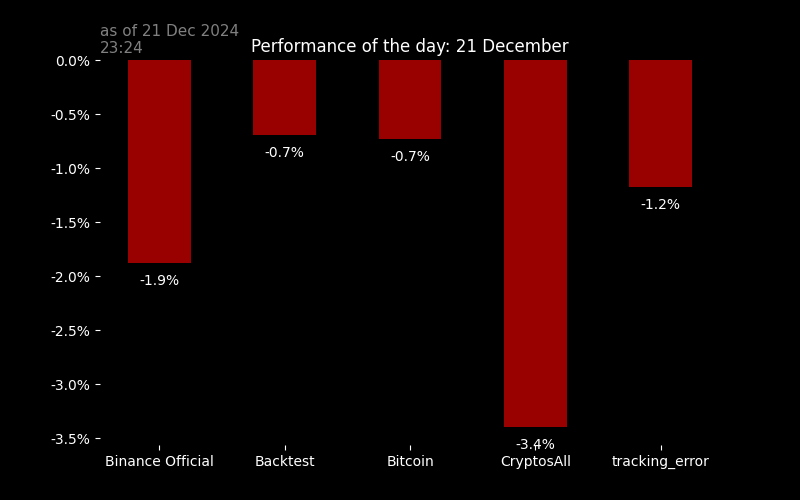 as of 21 Dec 2024
23:24
Performance of the day: 21 December
0.0%
-0.5%
-1.0%
-1.5%
-2.0%
-2.5%
-3.0%
-3.5%
-1.9%
-0.7%
-0.7%
-3.4%
-1.2%
Binance Official
Backtest
Bitcoin
CryptosAll
tracking_error